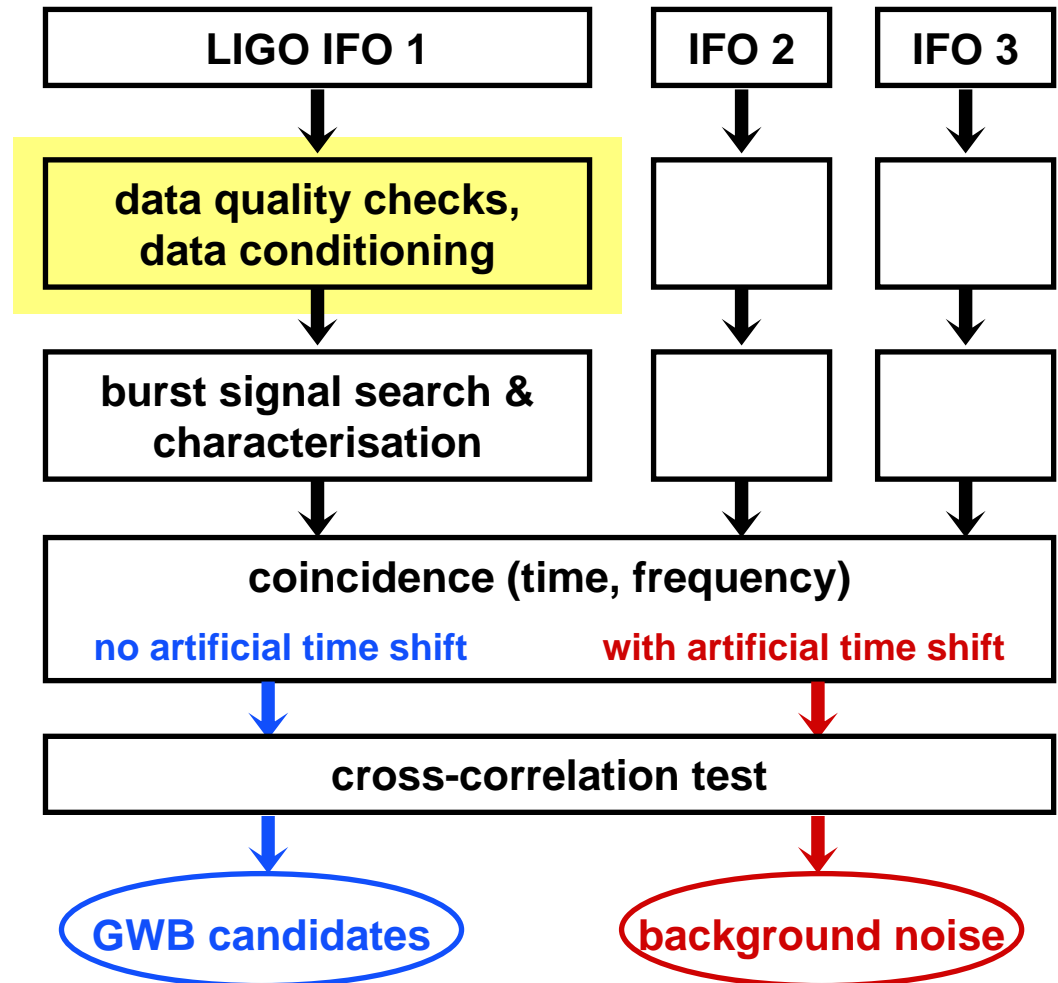 LIGO IFO 1
IFO 2
IFO 3
data quality checks,
data conditioning
burst signal search &
characterisation
coincidence (time, frequency)
no artificial time shift
with artificial time shift
cross-correlation test
GWB candidates
background noise